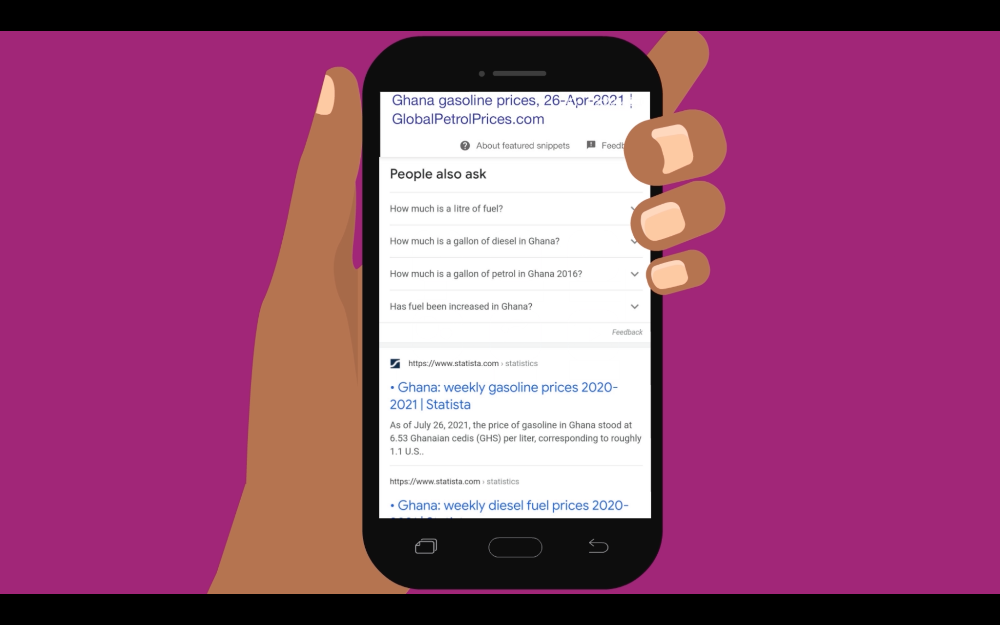 Ghana gasoline prices, 26-Apr-2021 |
GlobalPetrolPrices.com
About featured snippets
People also ask
How much is a litre of fuel?
How much is a gallon of diesel in Ghana?
How much is a gallon of petrol in Ghana 2016?
Has fuel been increased in Ghana?
Feedback
https://www.statista.com › statistics
• Ghana: weekly gasoline prices 2020-
2021 | Statista
As of July 26, 2021, the price of gasoline in Ghana stood at
6.53 Ghanaian cedis (GHS) per liter, corresponding to roughly
1.1 U.S..
https://www.statista.com › statistics
• Ghana: weekly diesel fuel prices 2020-